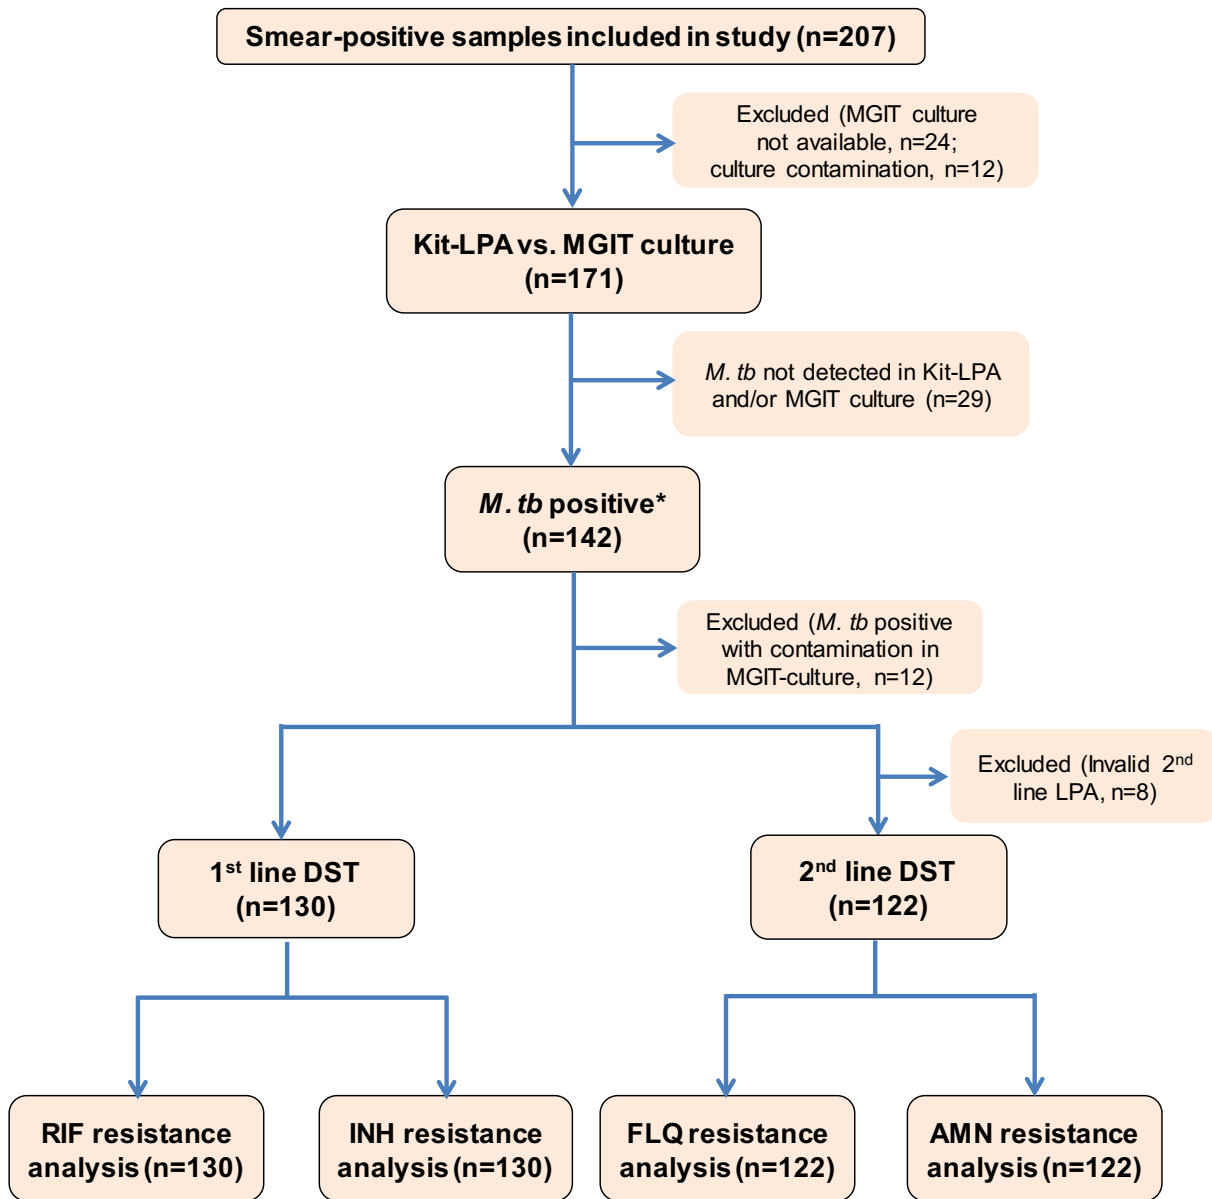 Smear-positive samples included in study (n=207)
Excluded (MGIT culture
not available, n=24;
culture contamination, n=12)
Kit-LPA vs. MGIT culture
(n=171)
M. tb not detected in Kit-LPA
and/or MGIT culture (n=29)
M. tb positive*
(n=142)
Excluded (M. tb positive
with contamination in
MGIT-culture, n=12)
Excluded (Invalid 2nd
line LPA, n=8)
1st line DST
(n=130)
2nd line DST
(n=122)
RIF resistance
analysis (n=130)
INH resistance
analysis (n=130)
FLQ resistance
analysis (n=122)
AMN resistance
analysis (n=122)